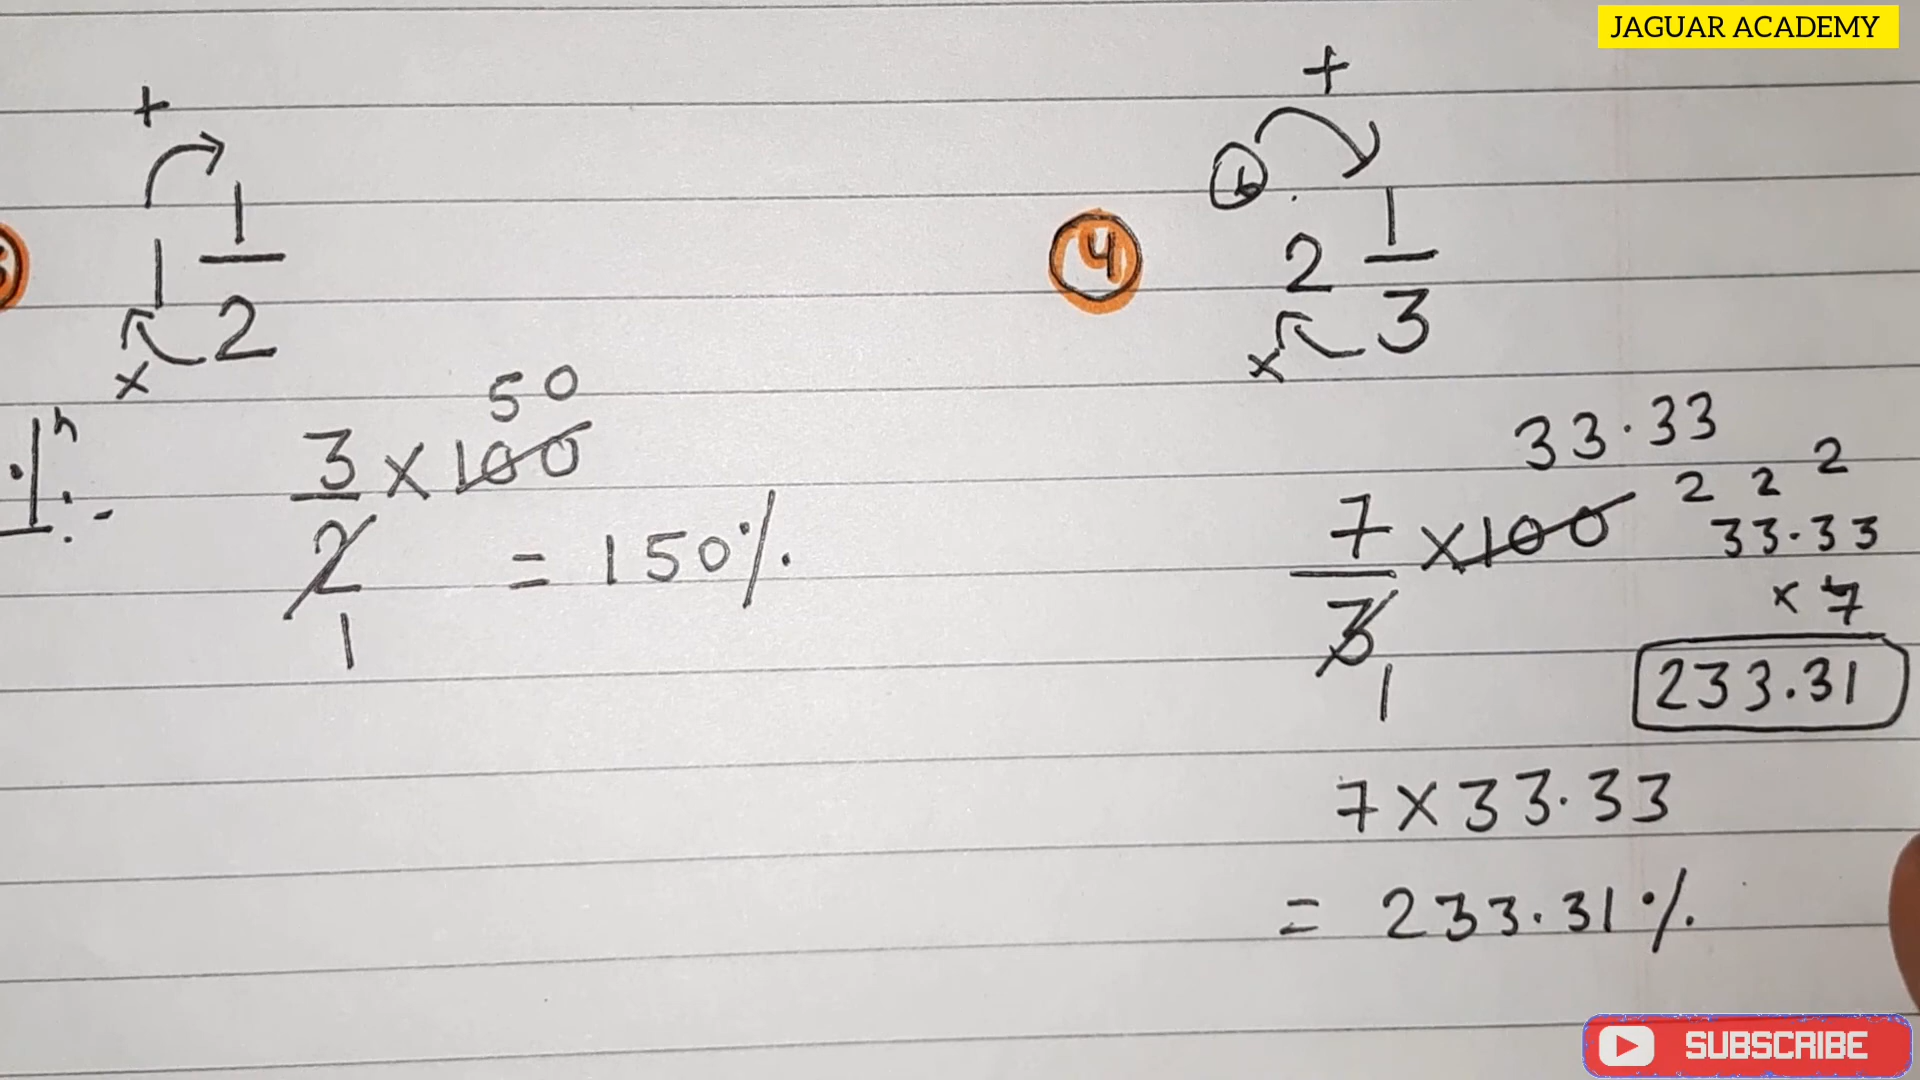 JAGUAR ACADEMY
+
1 1/2
x
50
3/2 x 100
1
= 150%
+
6
4
2 1/3
x
33.33
7/3 x 100
1
2 2 2
33.33
x 7
233.31
7 x 33.33
= 233.31%
SUBSCRIBE